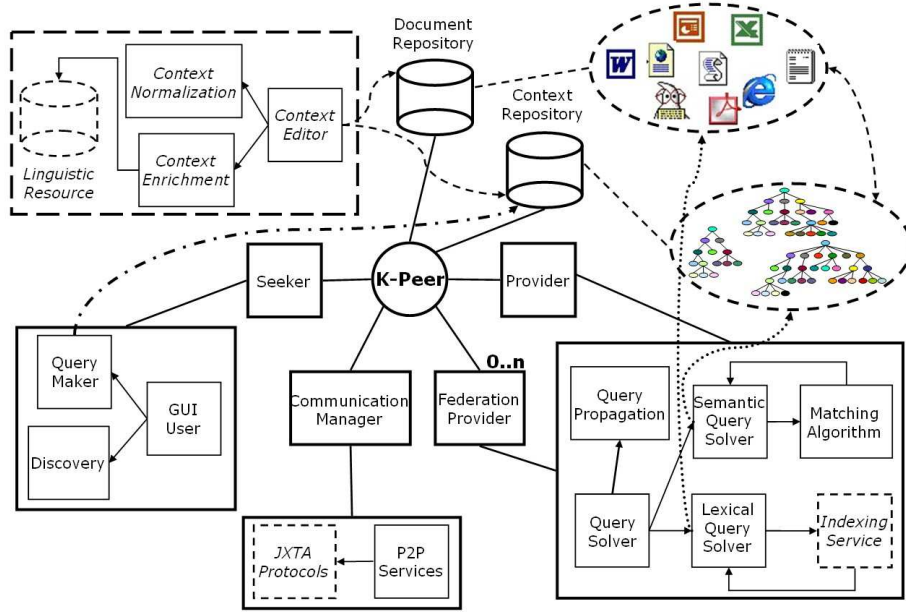 Document
Repository
Context
Normalization
Context
Editor
Context
Repository
Linguistic
Resource
Context
Enrichment
W
Seeker
K-Peer
Provider
0..n
Query
Maker
GUI
User
Discovery
Communication
Manager
Federation
Provider
Query
Propagation
Semantic
Query
Solver
Matching
Algorithm
Query
Solver
Lexical
Query
Solver
Indexing
Service
JXTA
Protocols
P2P
Services